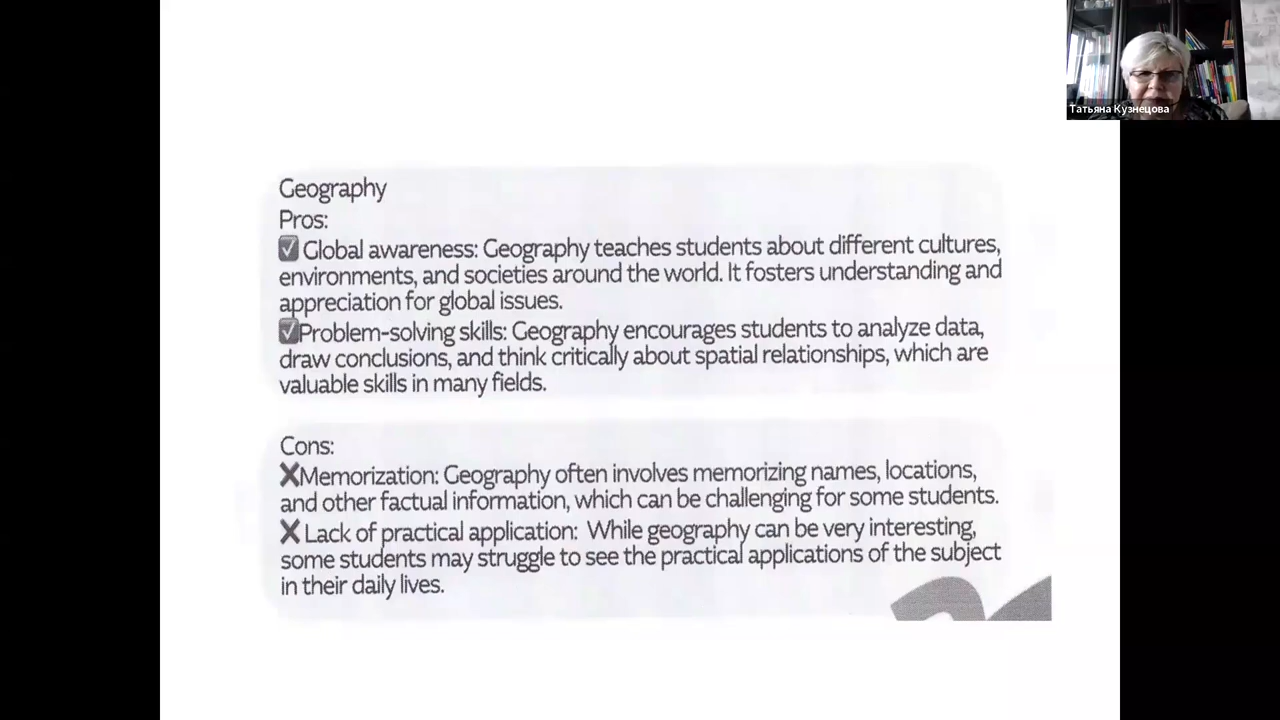 Татьяна Кузнецова
Geography
Pros:
Global awareness: Geography teaches students about different cultures,
environments, and societies around the world. It fosters understanding and
appreciation for global issues.
Problem-solving skills: Geography encourages students to analyze data,
draw conclusions, and think critically about spatial relationships, which are
valuable skills in many fields.
Cons:
Memorization: Geography often involves memorizing names, locations,
and other factual information, which can be challenging for some students.
Lack of practical application: While geography can be very interesting,
some students may struggle to see the practical applications of the subject
in their daily lives.